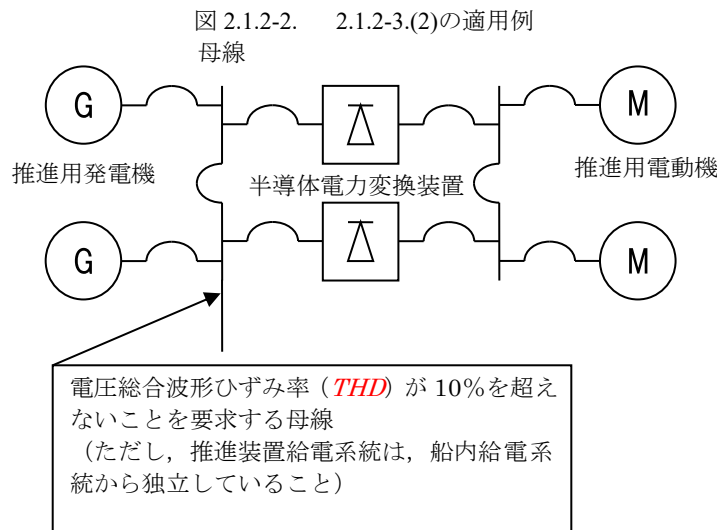 図 2.1.2-2. 2.1.2-3.(2)の適用例
母線
G
M
推進用発電機
半導体電力変換装置
推進用電動機
G
M
電圧総合波形ひずみ率（THD）が 10％を超え
ないことを要求する母線
（ただし，推進装置給電系統は，船内給電系
統から独立していること）